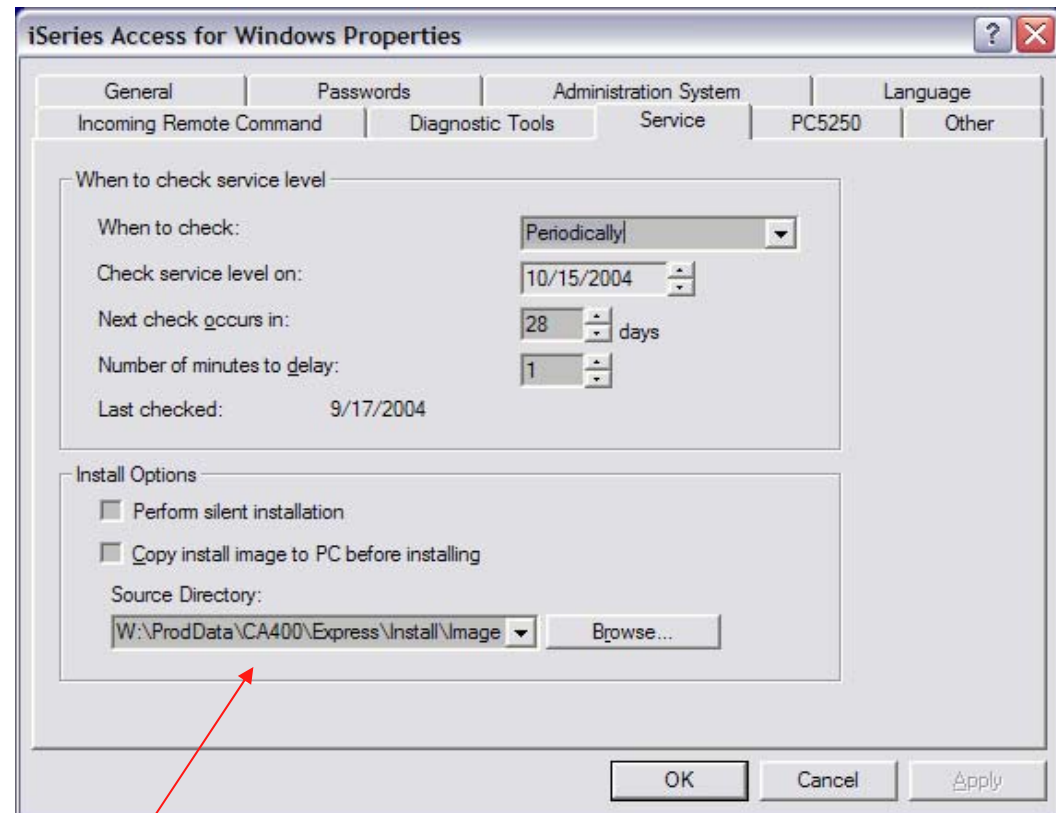 iSeries Access for Windows Properties
General Passwords Administration System Language
Incoming Remote Command Diagnostic Tools Service PC5250 Other
When to check service level
When to check: Periodically
Check service level on: 10/15/2004
Next check occurs in: 28 days
Number of minutes to delay: 1
Last checked: 9/17/2004
Install Options
Perform silent installation
Copy install image to PC before installing
Source Directory:
W:\ProdData\CA400\Express\Install\Image Browse...
OK Cancel Apply